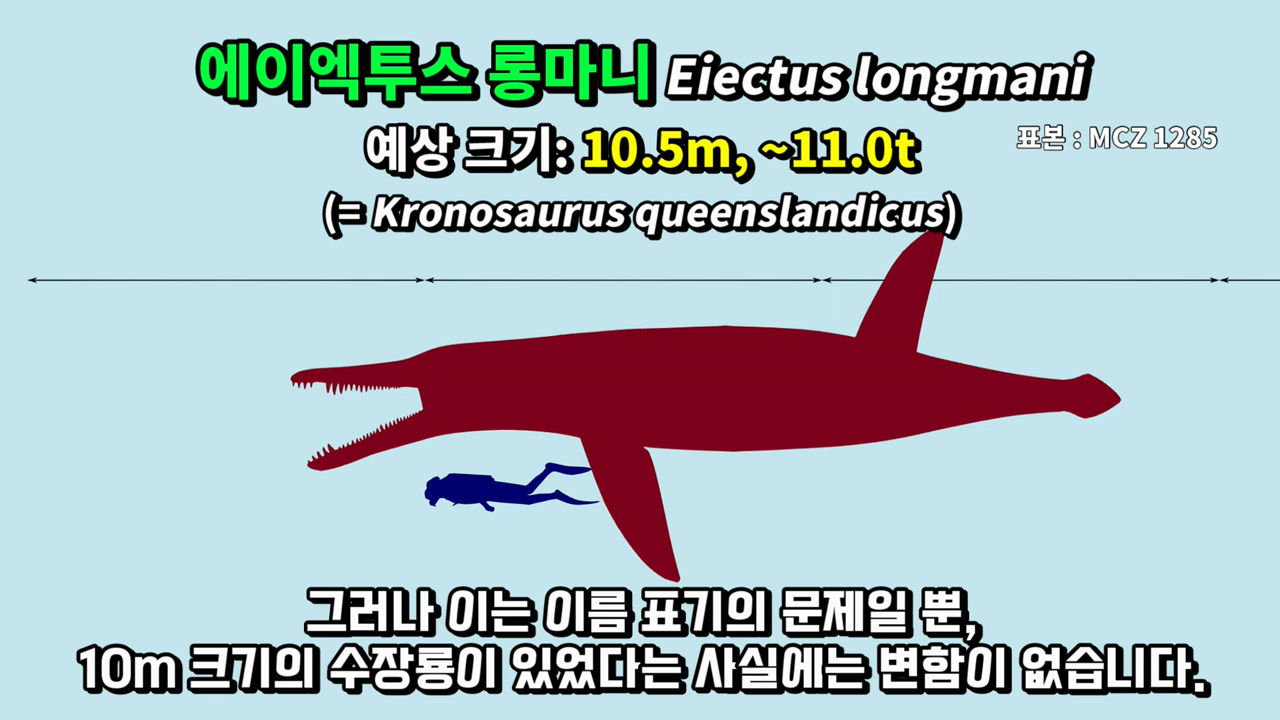 에이엑투스 롱마니 Eiectus longmani
예상 크기: 10.5m, ~11.0t
표본 : MCZ 1285
(= Kronosaurus queenslandicus)
그러나 이는 이름 표기의 문제일 뿐,
10m 크기의 수장룡이 있었다는 사실에는 변함이 없습니다.